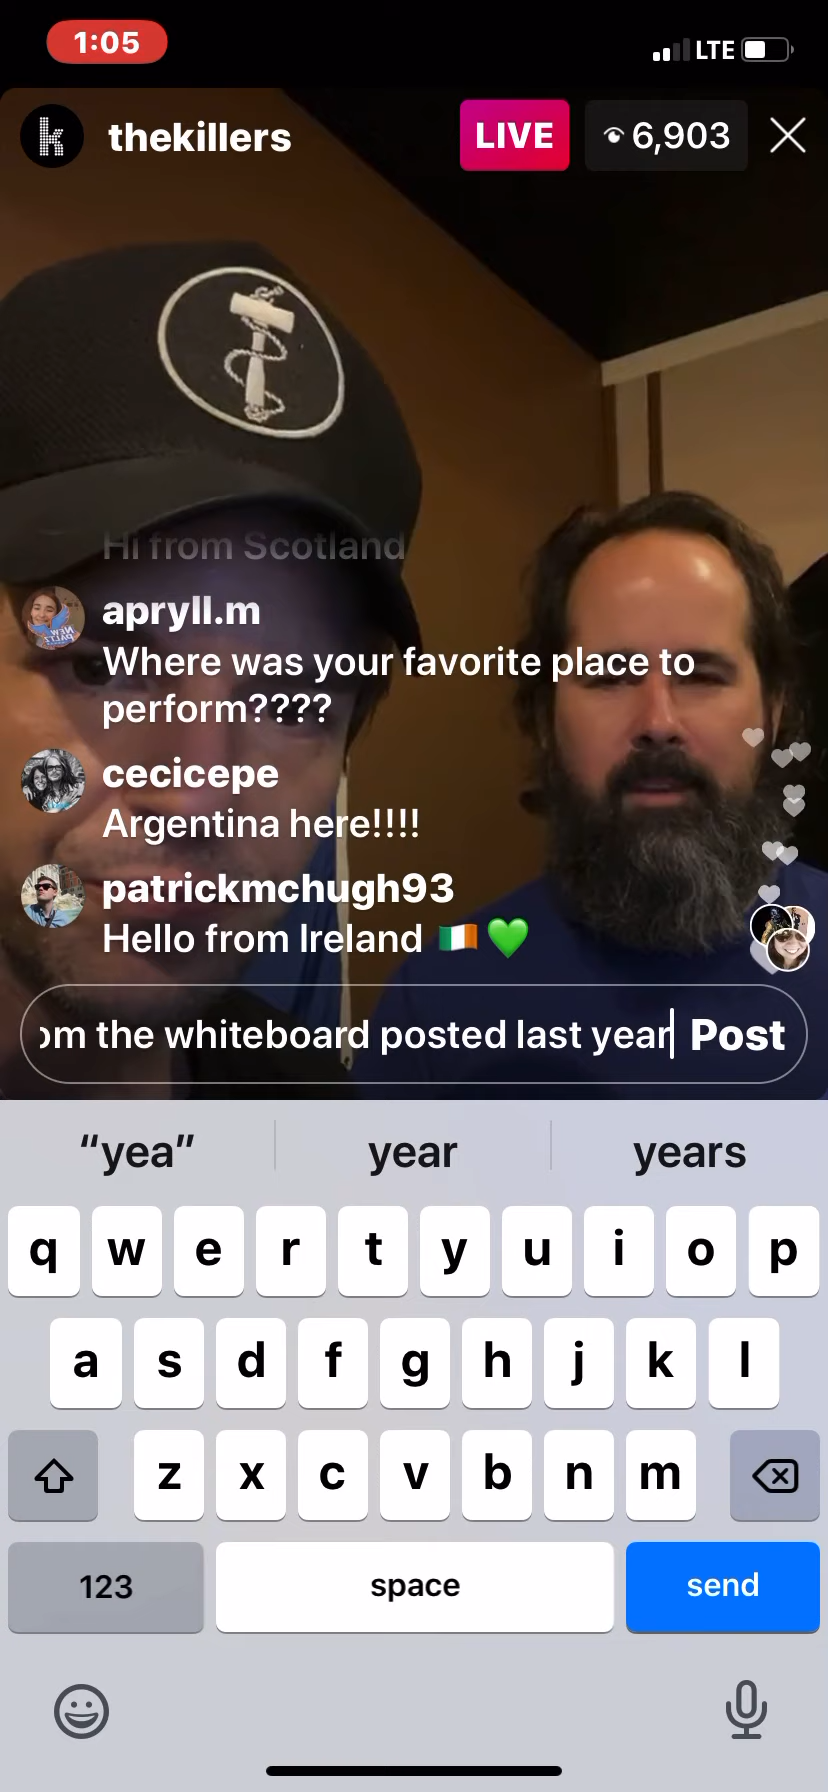 1:05
LTE
k thekillers LIVE 6,903
Hi from Scotland
apryll.m
Where was your favorite place to
perform????
cecicepe
Argentina here!!!!
patrickmchugh93
Hello from Ireland 🇮🇪 💚
om the whiteboard posted last year Post
“yea” year years
q w e r t y u i o p
a s d f g h j k l
z x c v b n m
123 space send